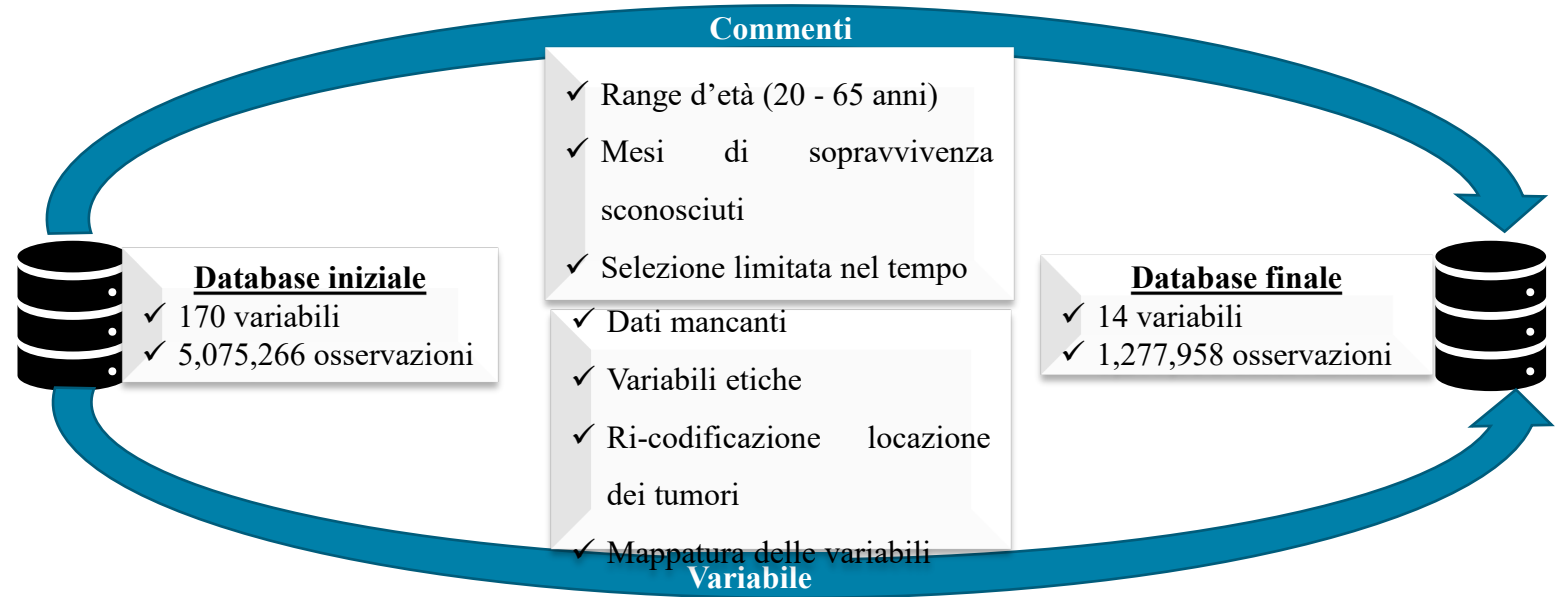 Commenti
✓ Range d’età (20 - 65 anni)
✓ Mesi di sopravvivenza
sconosciuti
✓ Selezione limitata nel tempo
Database iniziale
✓ 170 variabili
✓ 5,075,266 osservazioni
Database finale
✓ 14 variabili
✓ 1,277,958 osservazioni
✓ Dati mancanti
✓ Variabili etiche
✓ Ri-codificazione locazione
dei tumori
✓ Mappatura delle variabili
Variabile